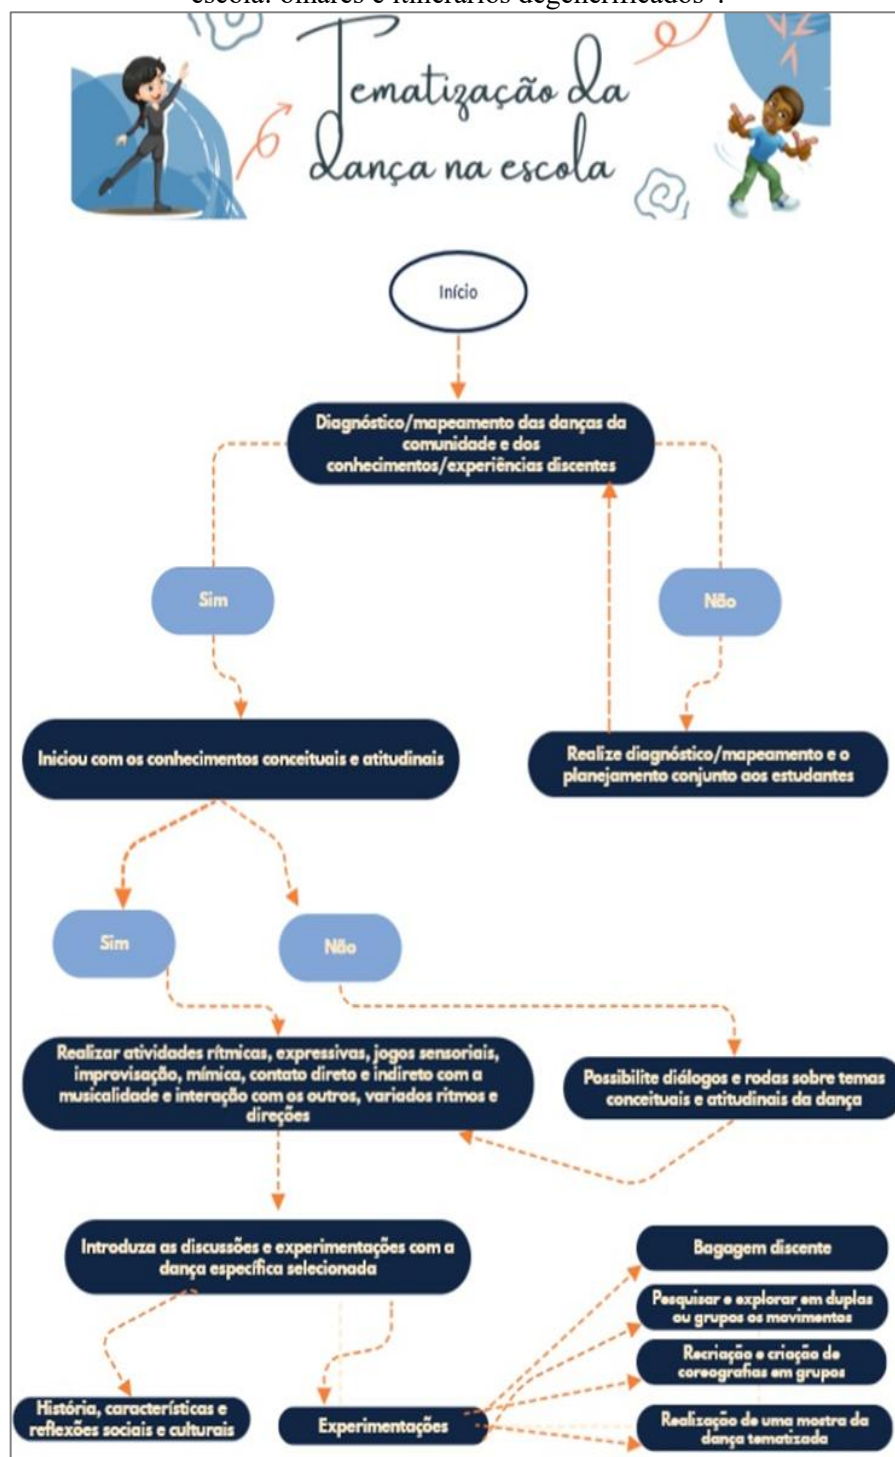 escola: olhares e itinerários degenerificados".
Tematização da
dança na escola
Início
Diagnóstico/mapeamento das danças da
comunidade e dos
conhecimentos/experiências discentes
Sim
Não
Iniciou com os conhecimentos conceituais e atitudinais
Realize diagnóstico/mapeamento e o
planejamento conjunto aos estudantes
Sim
Não
Realizar atividades rítmicas, expressivas, jogos sensoriais,
improvisação, mímica, contato direto e indireto com a
musicalidade e interação com os outros, variados ritmos e
direções
Possibilite diálogos e rodas sobre temas
conceituais e atitudinais da dança
Introduza as discussões e experimentações com a
dança específica selecionada
Bagagem discente
Pesquisar e explorar em duplas
ou grupos os movimentos
Recriação e criação de
coreografias em grupos
História, características e
reflexões sociais e culturais
Experimentações
Realização de uma mostra da
dança tematizada